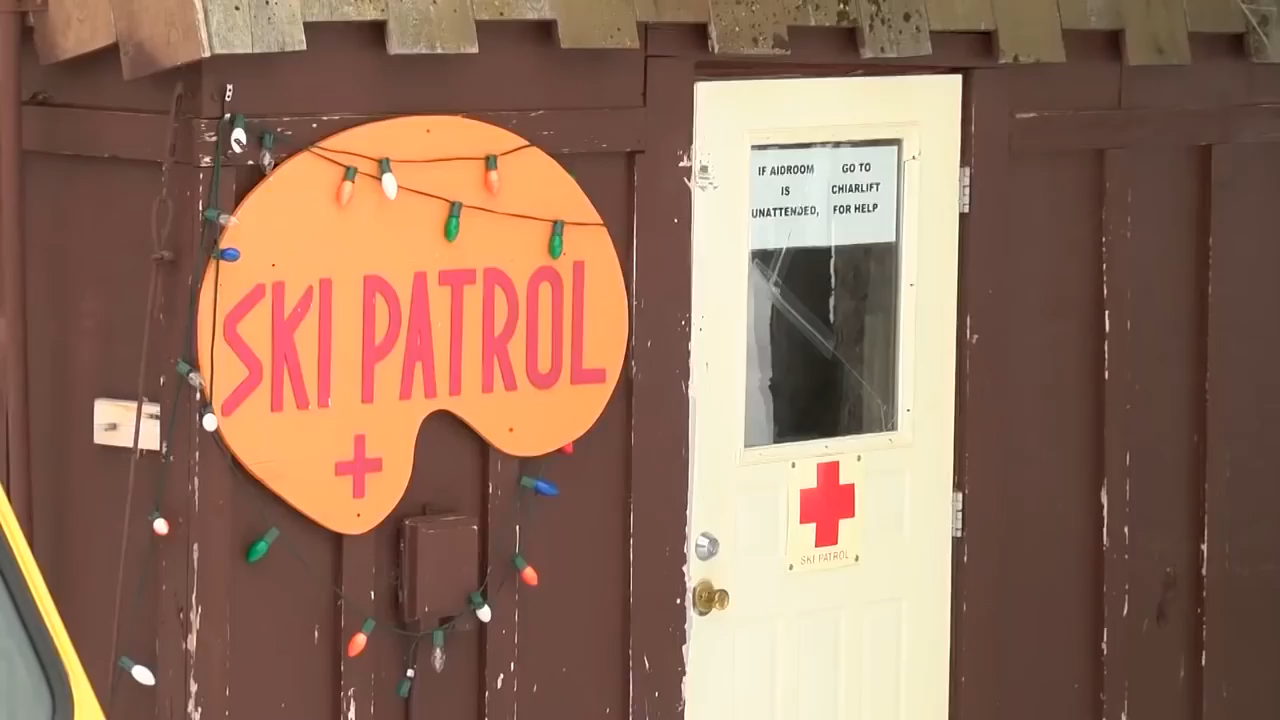 SKI PATROL
IF AIDROOM
IS
UNATTENDED,
GO TO
CHIARLIFT
FOR HELP
SKI PATROL